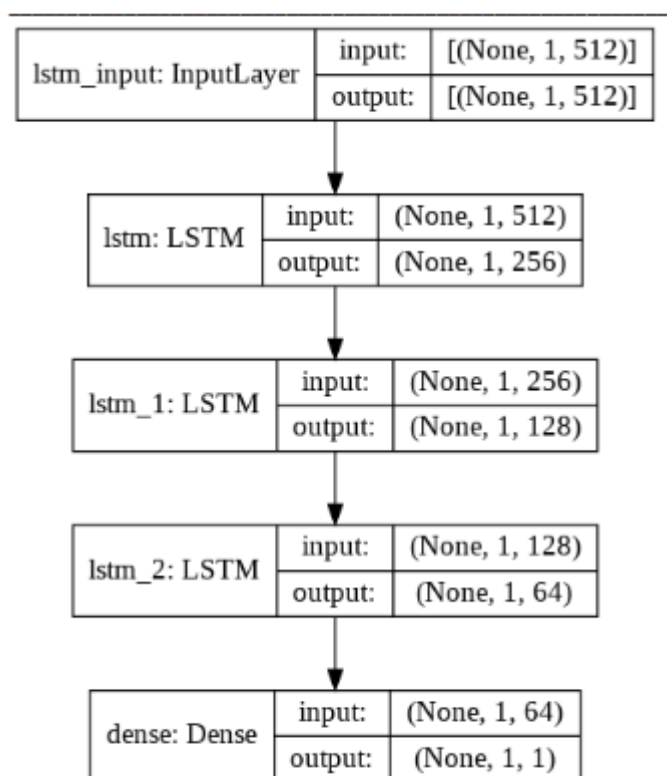 lstm_input: InputLayer
input: [(None, 1, 512)]
output: [(None, 1, 512)]
lstm: LSTM
input: (None, 1, 512)
output: (None, 1, 256)
lstm_1: LSTM
input: (None, 1, 256)
output: (None, 1, 128)
lstm_2: LSTM
input: (None, 1, 128)
output: (None, 1, 64)
dense: Dense
input: (None, 1, 64)
output: (None, 1, 1)